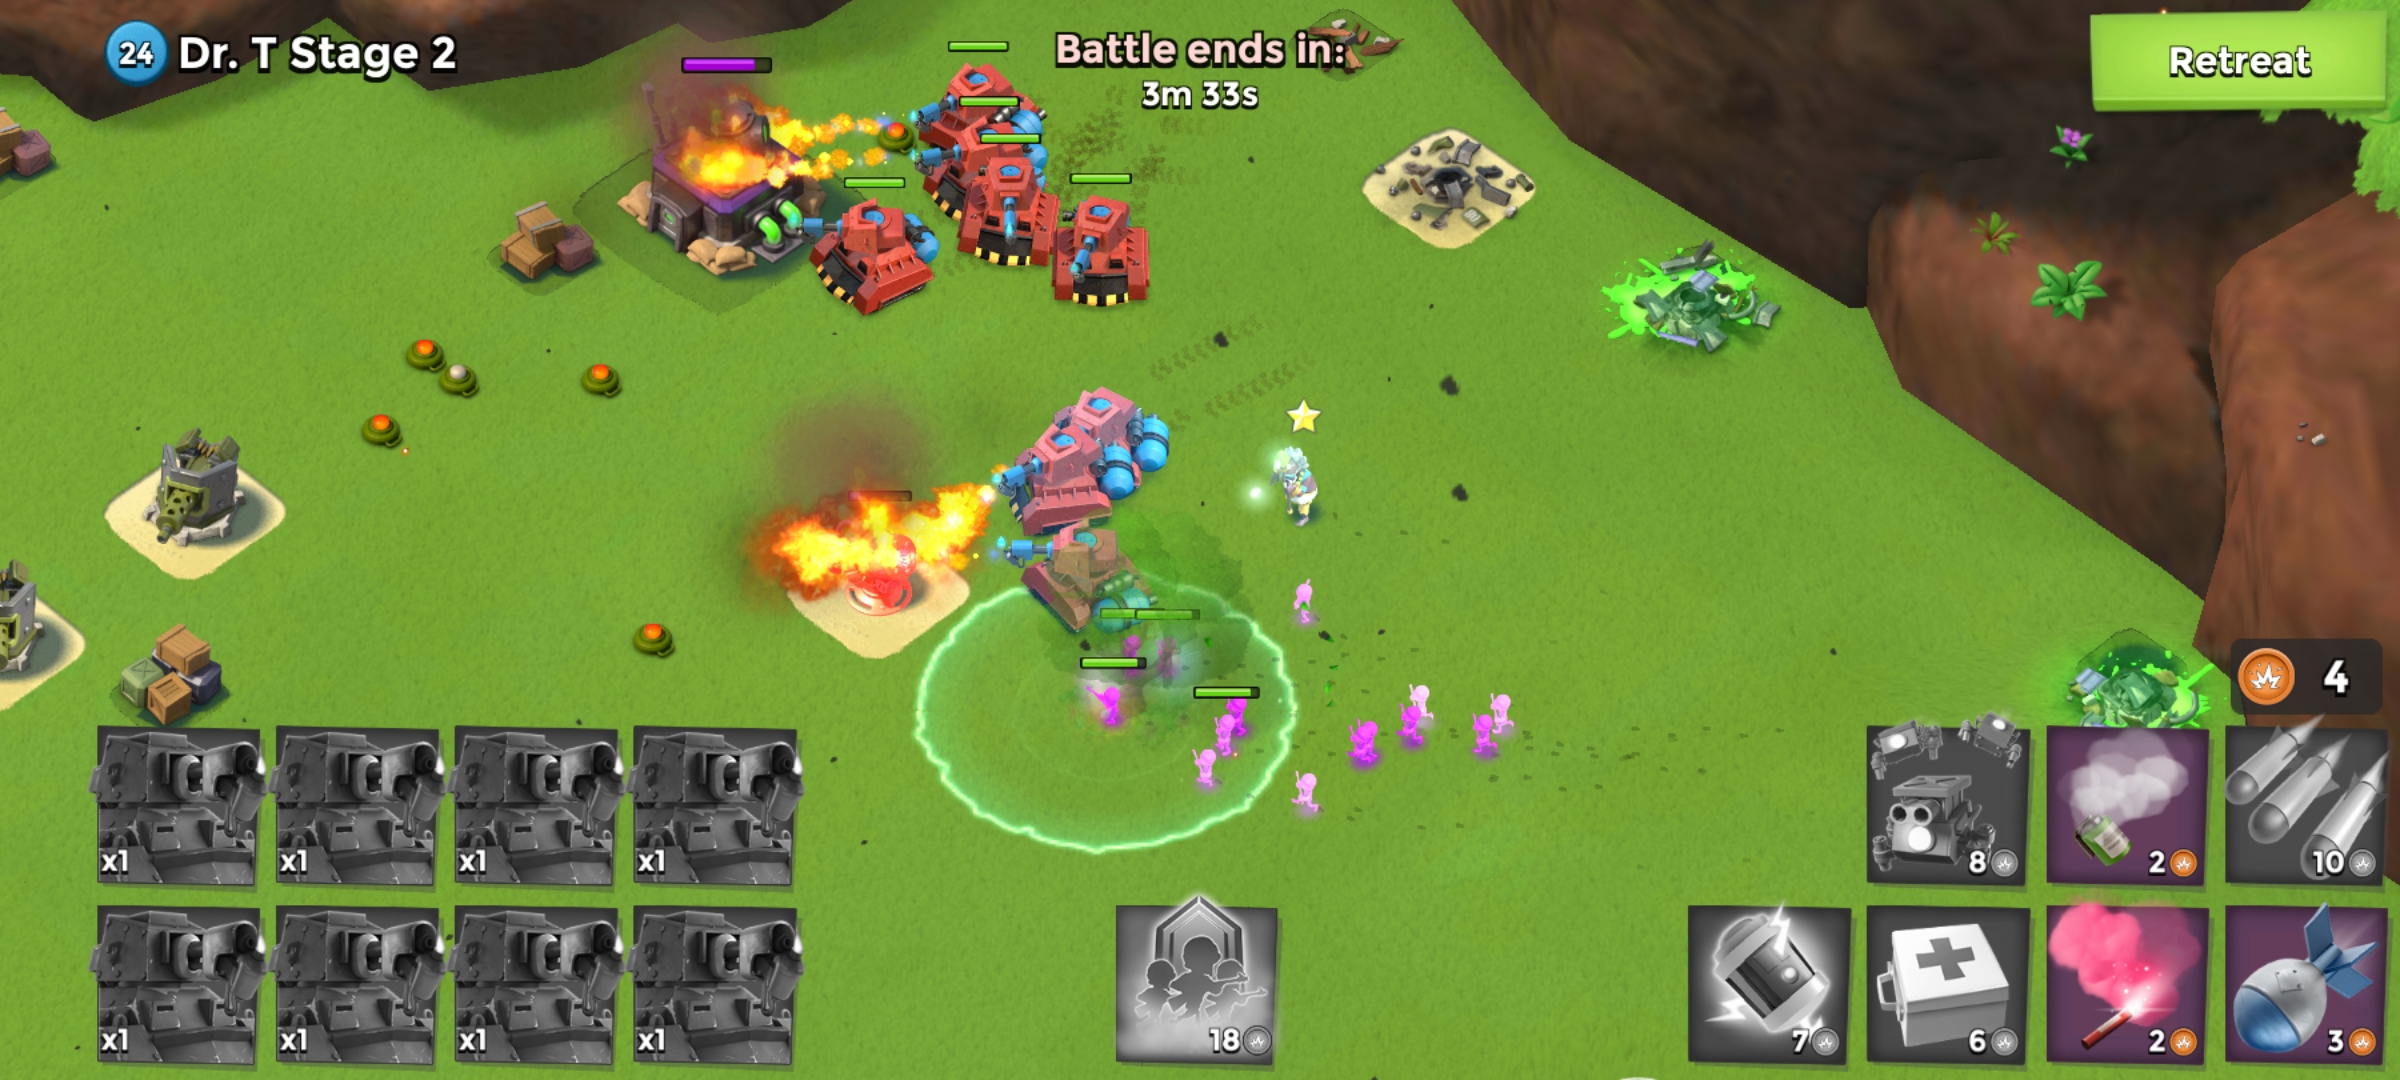 24 Dr. T Stage 2
Battle ends in:
3m 33s
Retreat
4
x1 x1 x1 x1
8 2 10
x1 x1 x1 x1
18
7 6 2 3